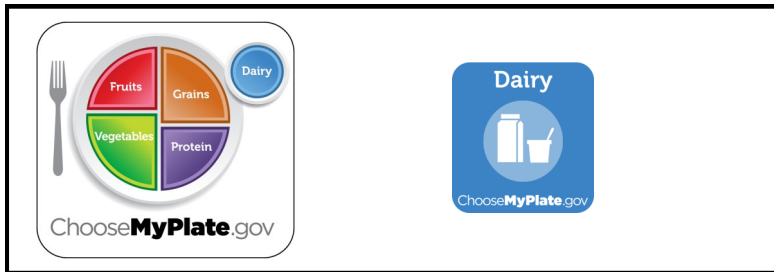 Fruits
Grains
Dairy
Vegetables
Protein
ChooseMyPlate.gov
Dairy
ChooseMyPlate.gov